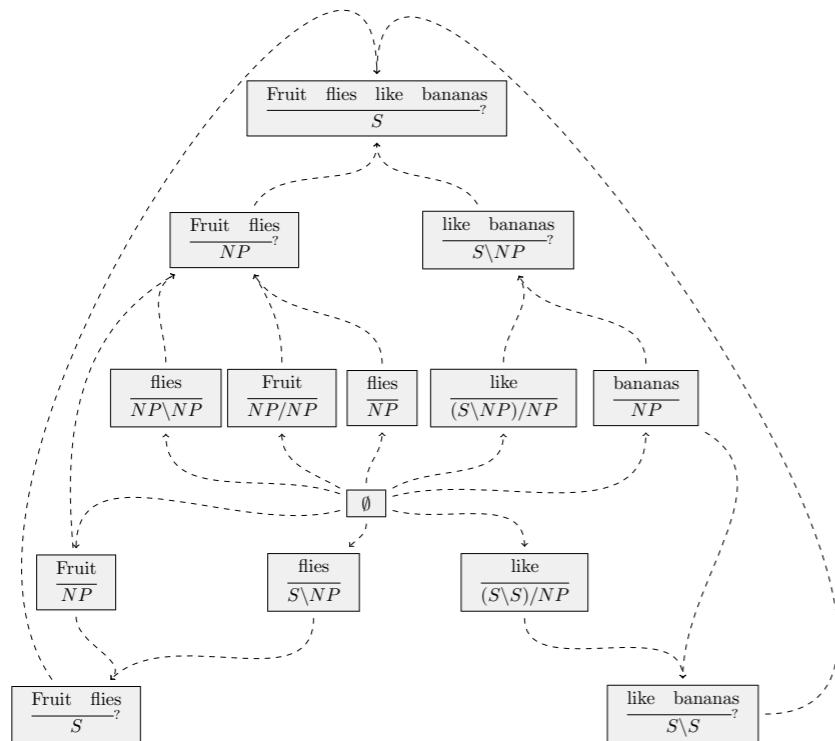 Fruit flies like bananas
?
S
Fruit flies
?
NP
like bananas
?
S\NP
flies
NP\NP
Fruit
NP/NP
flies
NP
like
(S\NP)/NP
bananas
NP
∅
Fruit
NP
flies
S\NP
like
(S\S)/NP
Fruit flies
?
S
like bananas
?
S\S